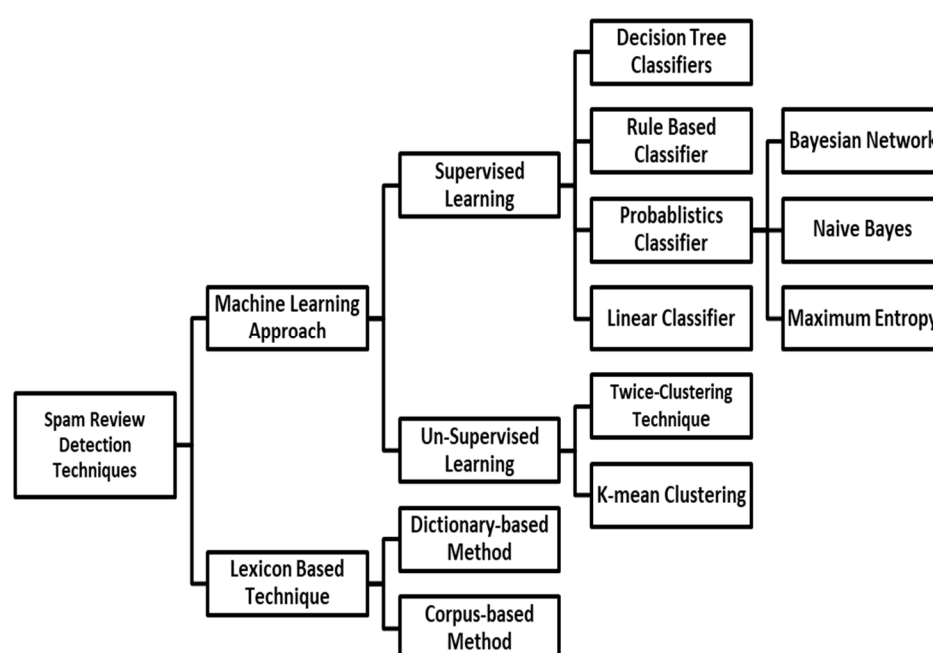 Spam Review
Detection
Techniques
Machine Learning
Approach
Supervised
Learning
Decision Tree
Classifiers
Rule Based
Classifier
Probablistics
Classifier
Bayesian Network
Naive Bayes
Maximum Entropy
Linear Classifier
Un-Supervised
Learning
Twice-Clustering
Technique
K-mean Clustering
Lexicon Based
Technique
Dictionary-based
Method
Corpus-based
Method